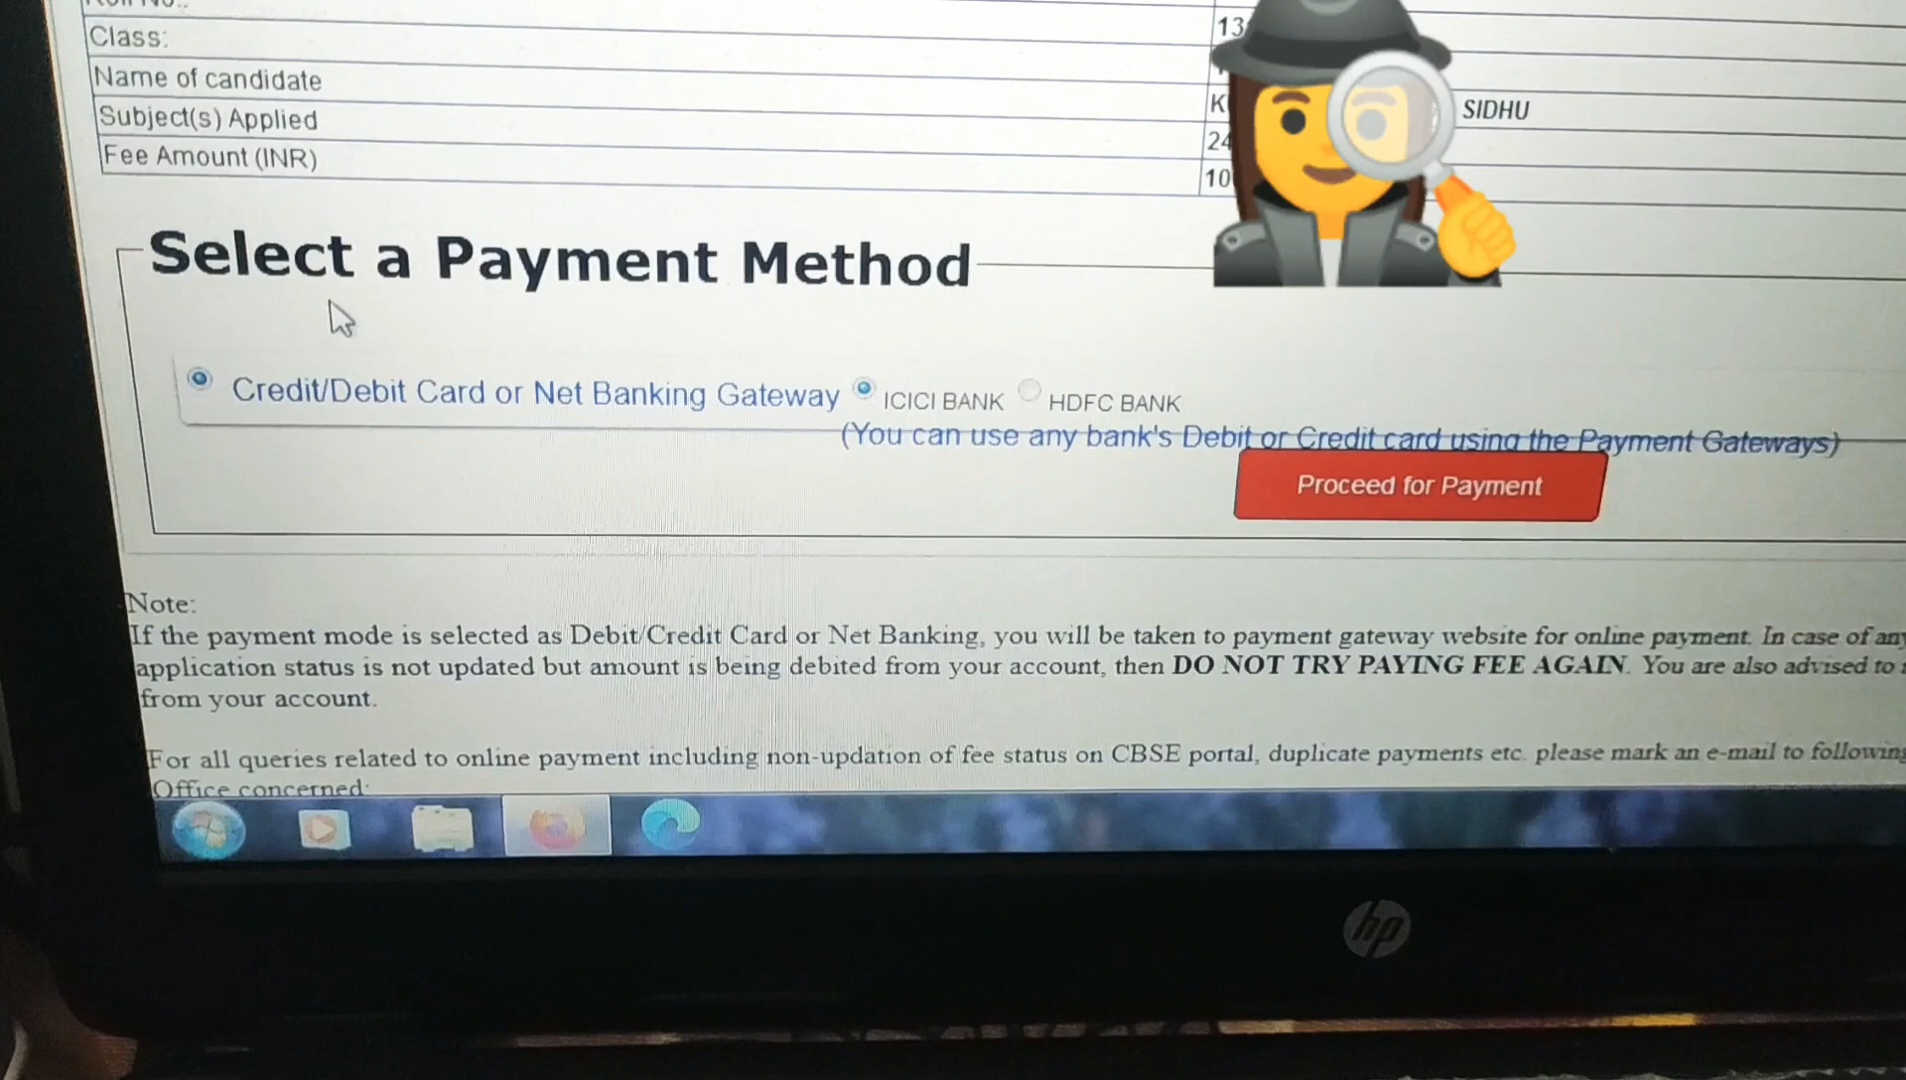 Class:
13
Name of candidate
K SIDHU
Subject(s) Applied
24
Fee Amount (INR)
10
Select a Payment Method
Credit/Debit Card or Net Banking Gateway ICICI BANK HDFC BANK
(You can use any bank's Debit or Credit card using the Payment Gateways)
Proceed for Payment
Note:
If the payment mode is selected as Debit/Credit Card or Net Banking, you will be taken to payment gateway website for online payment. In case of any
application status is not updated but amount is being debited from your account, then DO NOT TRY PAYING FEE AGAIN. You are also advised to
from your account.
For all queries related to online payment including non-updation of fee status on CBSE portal, duplicate payments etc. please mark an e-mail to following
Office concerned:
hp